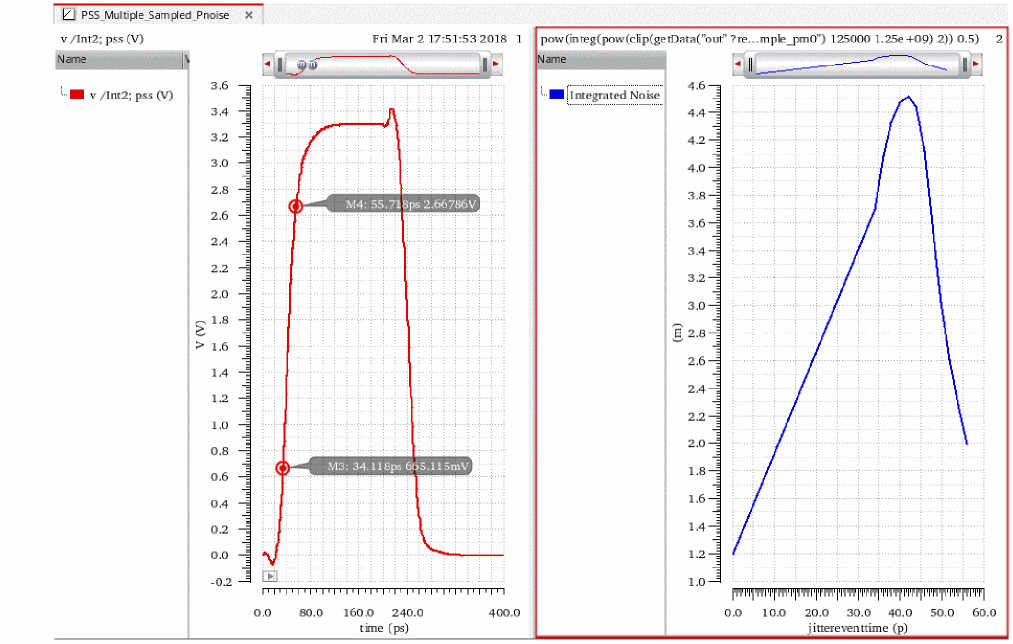 PSS_Multiple_Sampled_Pnoise ×
v /Int2; pss (V) Fri Mar 2 17:51:53 2018 1
Name V
v /Int2; pss (V)
3.6
3.4
3.2
3.0
2.8
2.6
2.4
2.2
2.0
1.8
1.6
1.4
1.2
1.0
0.8
0.6
0.4
0.2
0.0
-0.2
V (V)
M4: 55.718ps 2.66786V
M3: 34.118ps 665.115mV
0.0 80.0 160.0 240.0 400.0
time (ps)
pow(integ(pow(clip(getData("out" ?re...mple_pm0") 125000 1.25e+09) 2)) 0.5) 2
Name
Integrated Noise
4.6
4.4
4.2
4.0
3.8
3.6
3.4
3.2
3.0
2.8
2.6
2.4
2.2
2.0
1.8
1.6
1.4
1.2
1.0
(m)
0.0 10.0 20.0 30.0 40.0 50.0 60.0
jittereventtime (p)